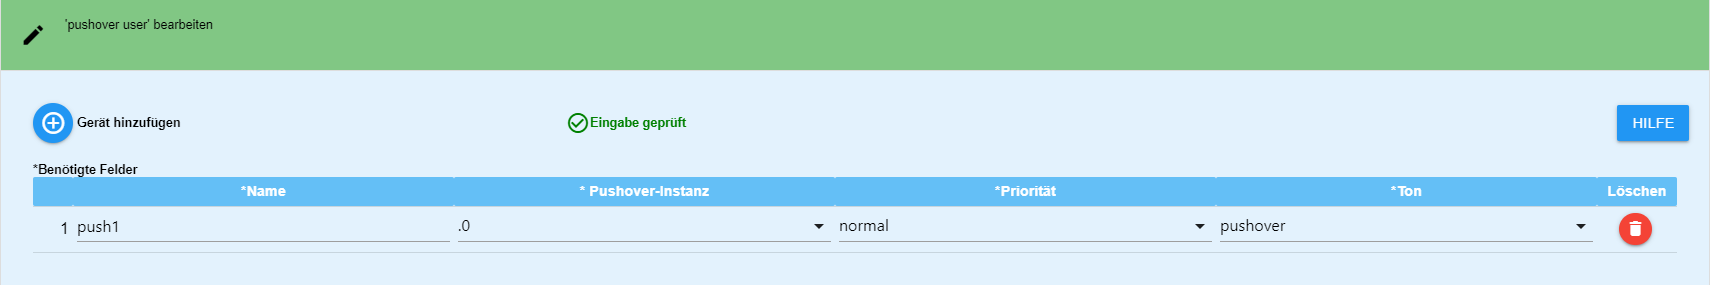 'pushover user' bearbeiten
Gerät hinzufügen
Eingabe geprüft
HILFE
*Benötigte Felder
*Name * Pushover-Instanz *Priorität *Ton Löschen
1 push1 .0 normal pushover